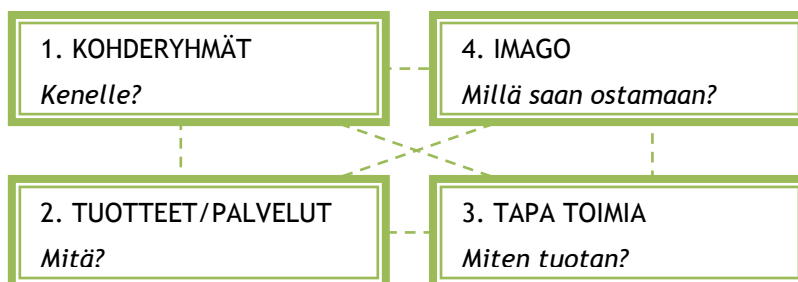 1. KOHDERYHMÄT
Kenelle?
4. IMAGO
Millä saan ostamaan?
2. TUOTTEET/PALVELUT
Mitä?
3. TAPA TOIMIA
Miten tuotan?